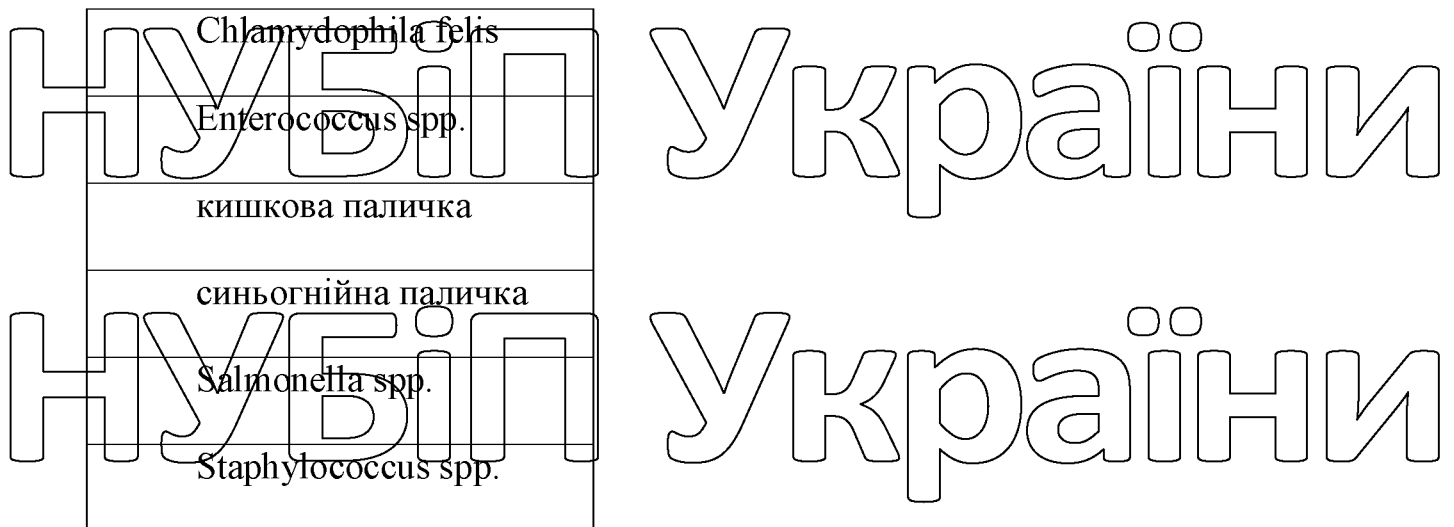 Chlamydophila felis
НУБіП України
Enterococcus spp.
кишкова паличка
синьогнійна паличка
НУБіП України
Salmonella spp.
Staphylococcus spp.